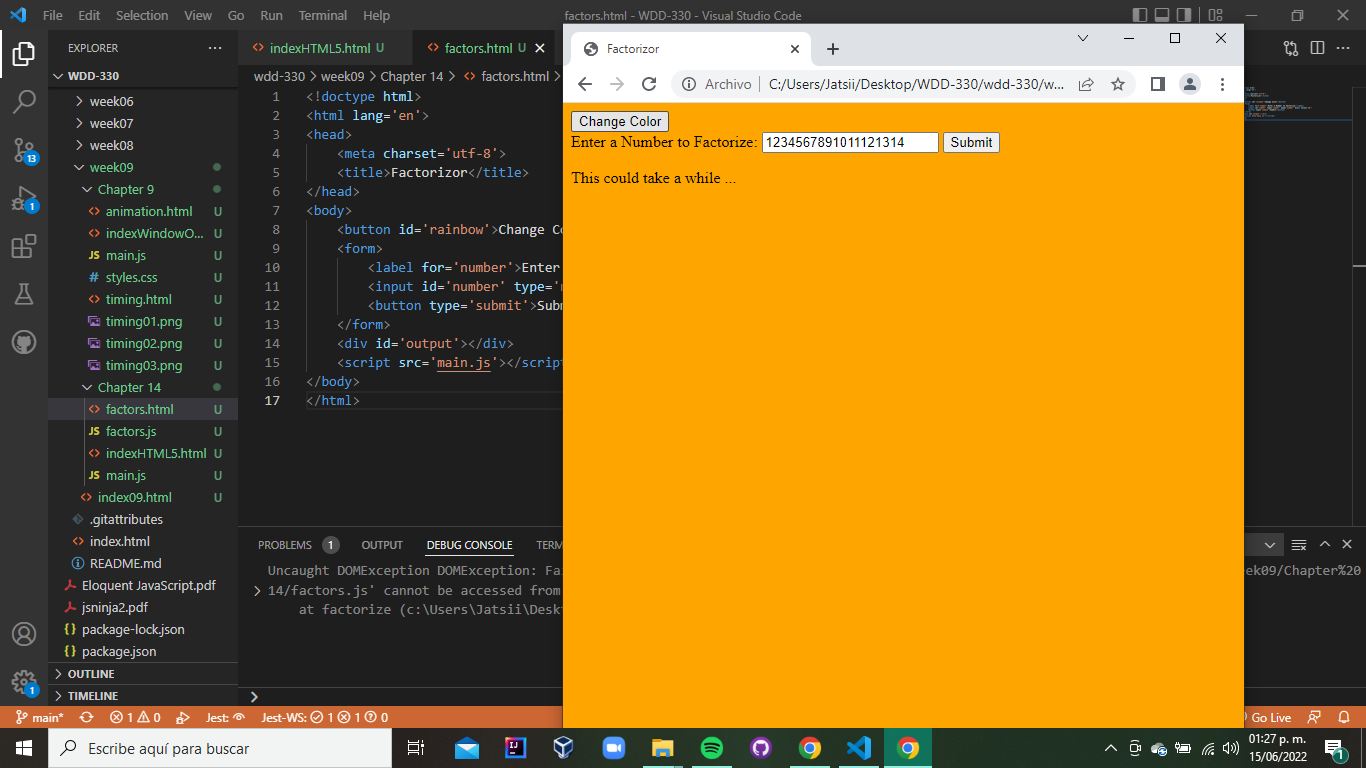 File Edit Selection View Go Run Terminal Help
factors.html - WDD-330 - Visual Studio Code
EXPLORER
WDD-330
week06
week07
week08
week09
Chapter 9
animation.html U
indexWindowO... U
main.js U
styles.css U
timing.html U
timing01.png U
timing02.png U
timing03.png U
Chapter 14
factors.html U
factors.js U
indexHTML5.html U
main.js U
index09.html U
.gitattributes
index.html
README.md
Eloquent JavaScript.pdf
jsninja2.pdf
package-lock.json
package.json
OUTLINE
TIMELINE
13
1
1
indexHTML5.html U
factors.html U
wdd-330 > week09 > Chapter 14 > factors.html >
1 <!doctype html>
2 <html lang='en'>
3 <head>
4 <meta charset='utf-8'>
5 <title>Factorizor</title>
6 </head>
7 <body>
8 <button id='rainbow'>Change Co
9 <form>
10 <label for='number'>Enter
11 <input id='number' type='n
12 <button type='submit'>Sub
13 </form>
14 <div id='output'></div>
15 <script src='main.js'></script
16 </body>
17 </html>
PROBLEMS 1 OUTPUT DEBUG CONSOLE TERM
Uncaught DOMException DOMException: Fai
14/factors.js' cannot be accessed from
at factorize (c:\Users\Jatsii\Deskt
eek09/Chapter%20
Factorizor
Archivo
C:/Users/Jatsii/Desktop/WDD-330/wdd-330/w...
Change Color
Enter a Number to Factorize: 1234567891011121314 Submit
This could take a while ...
main* 1 0 Jest: Jest-WS: 1 1 0 Go Live
Escribe aquí para buscar
01:27 p. m.
15/06/2022
1